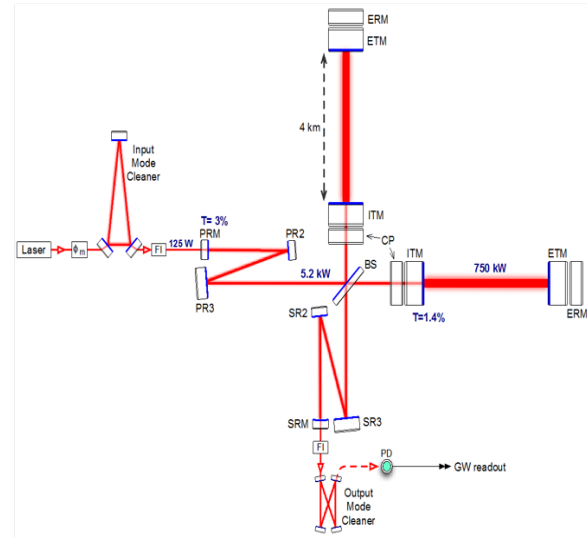 ERM
ETM
4 km
Input
Mode
Cleaner
ITM
T= 3%
PRM
PR2
CP
ITM
ETM
Laser
ϕm
FI
125 W
BS
5.2 kW
750 kW
PR3
SR2
T=1.4%
ERM
SRM
SR3
FI
PD
GW readout
Output
Mode
Cleaner